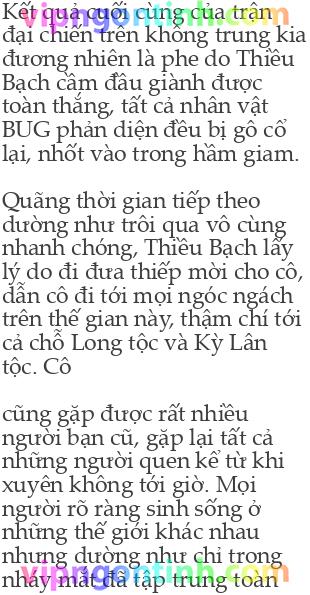 Kết quả cuối cùng của trận
đại chiến trên không trung kia
đương nhiên là phe do Thiều
Bạch cầm đầu giành được
toàn thắng, tất cả nhân vật
BUG phản diện đều bị gô cổ
lại, nhốt vào trong hầm giam.
Quãng thời gian tiếp theo
dường như trôi qua vô cùng
nhanh chóng, Thiều Bạch lấy
lý do đi đưa thiếp mời cho cô,
dẫn cô đi tới mọi ngóc ngách
trên thế gian này, thậm chí tới
cả chỗ Long tộc và Kỳ Lân
tộc. Cô
cũng gặp được rất nhiều
người bạn cũ, gặp lại tất cả
những người quen kể từ khi
xuyên không tới giờ. Mọi
người rõ ràng sinh sống ở
những thế giới khác nhau
nhưng dường như chỉ trong
nháy mắt đã tập trung toàn
vipngontinh.com
vipngontinh.com